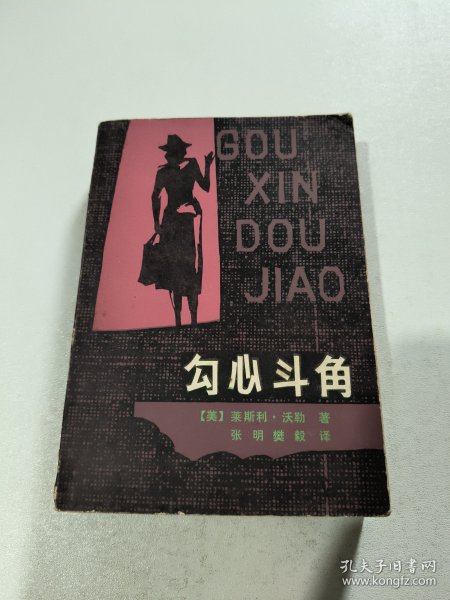 GOU
XIN
DOU
JIAO
勾心斗角
【美】莱斯利·沃勒 著
张明樊毅 译
孔夫子旧书网
www.kongfz.com